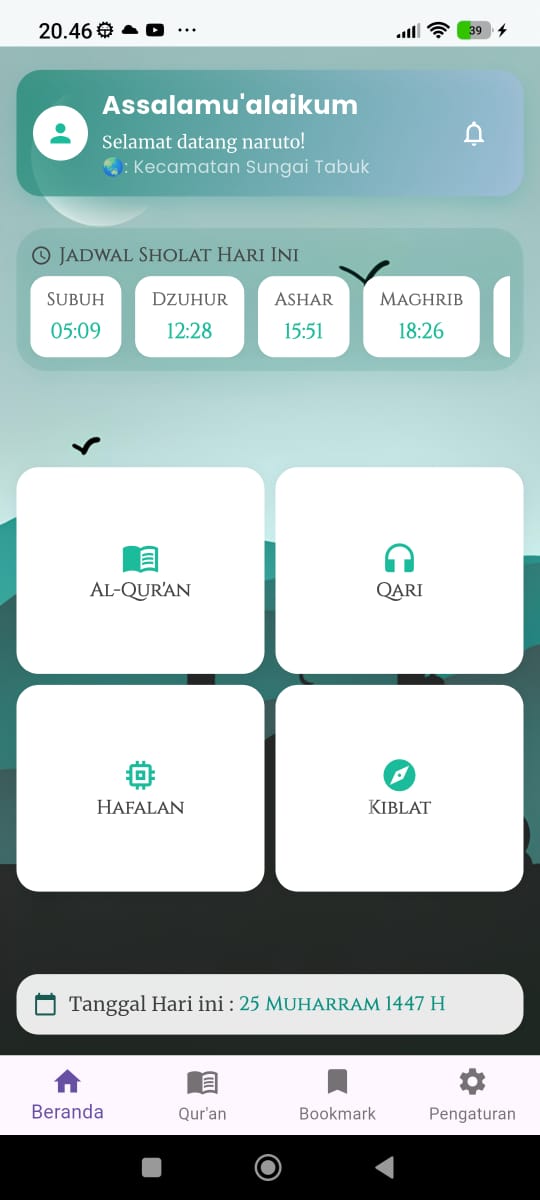 20.46
39
Assalamu'alaikum
Selamat datang naruto!
🌏: Kecamatan Sungai Tabuk
Jadwal Sholat Hari Ini
Subuh Dzuhur Ashar Maghrib
05:09 12:28 15:51 18:26
Al-Qur'an Qari
Hafalan Kiblat
Tanggal Hari ini : 25 Muharram 1447 H
Beranda Qur'an Bookmark Pengaturan